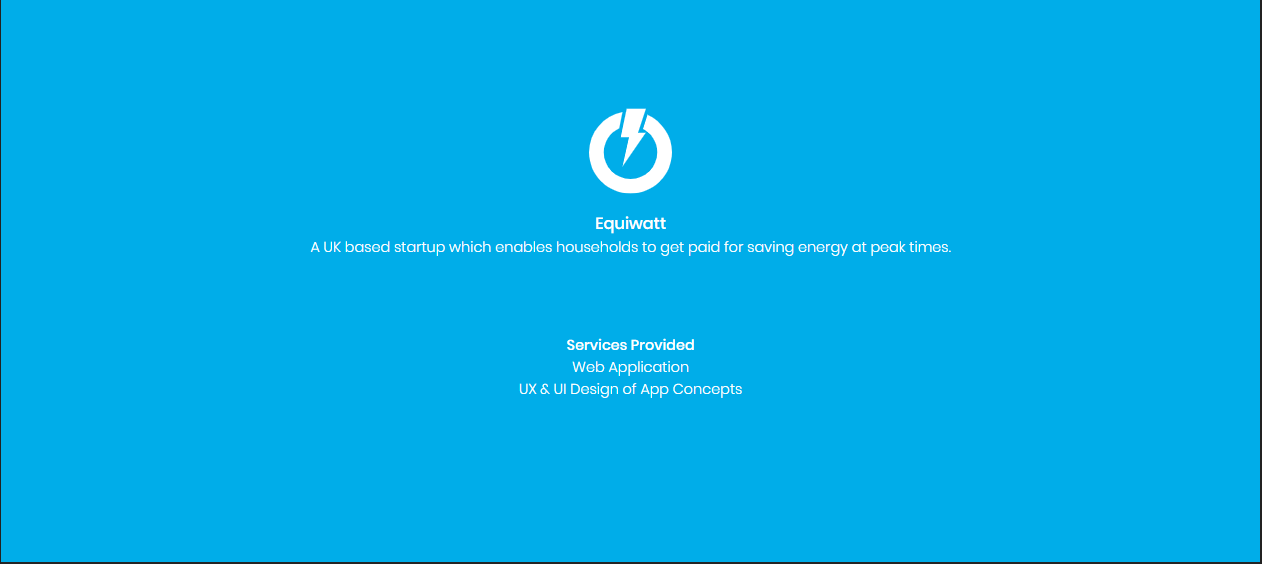 Equiwatt
A UK based startup which enables households to get paid for saving energy at peak times.
Services Provided
Web Application
UX & UI Design of App Concepts